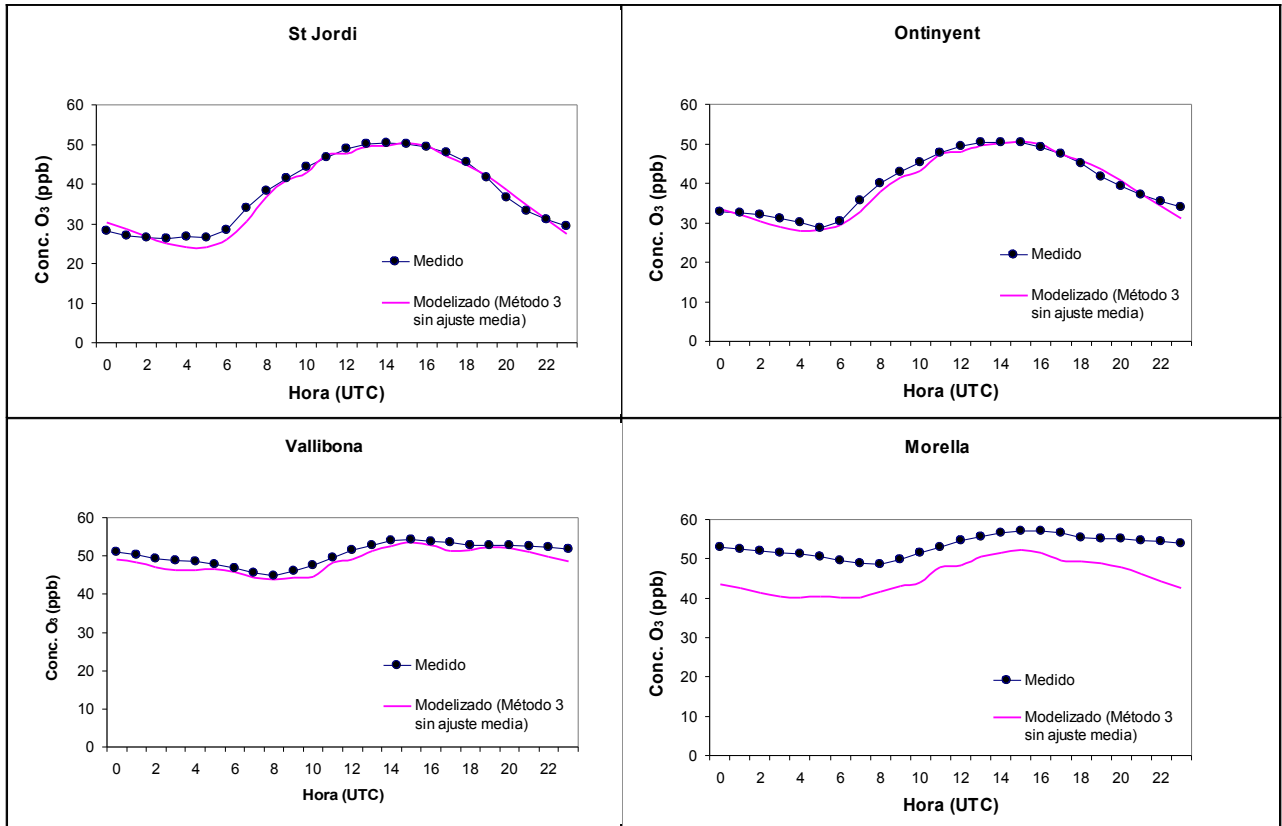 St Jordi
Conc. O3 (ppb)
60
50
40
30
20
10
0
Medido
Modelizado (Método 3
sin ajuste media)
0 2 4 6 8 10 12 14 16 18 20 22
Hora (UTC)
Ontinyent
Conc. O3 (ppb)
60
50
40
30
20
10
0
Medido
Modelizado (Método 3
sin ajuste media)
0 2 4 6 8 10 12 14 16 18 20 22
Hora (UTC)
Vallibona
Conc. O3 (ppb)
60
50
40
30
20
10
0
Medido
Modelizado (Método 3
sin ajuste media)
0 2 4 6 8 10 12 14 16 18 20 22
Hora (UTC)
Morella
Conc. O3 (ppb)
60
50
40
30
20
10
0
Medido
Modelizado (Método 3
sin ajuste media)
0 2 4 6 8 10 12 14 16 18 20 22
Hora (UTC)